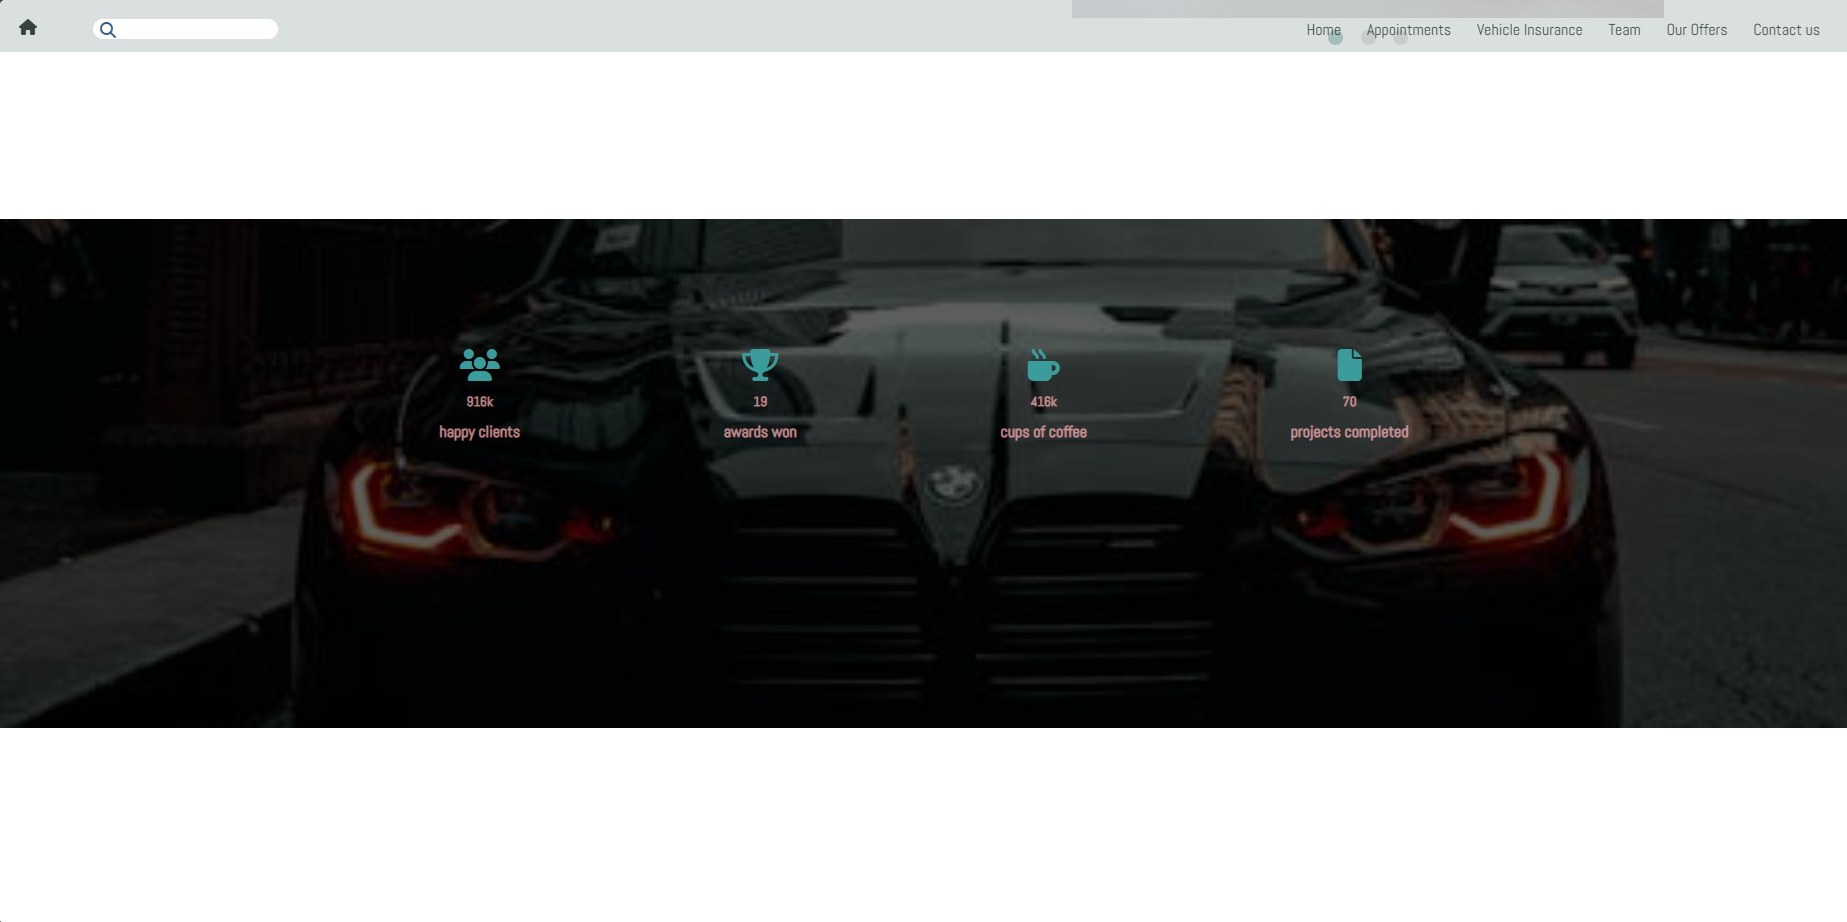 Home Appointments Vehicle Insurance Team Our Offers Contact us
916k 19 416k 70
happy clients awards won cups of coffee projects completed